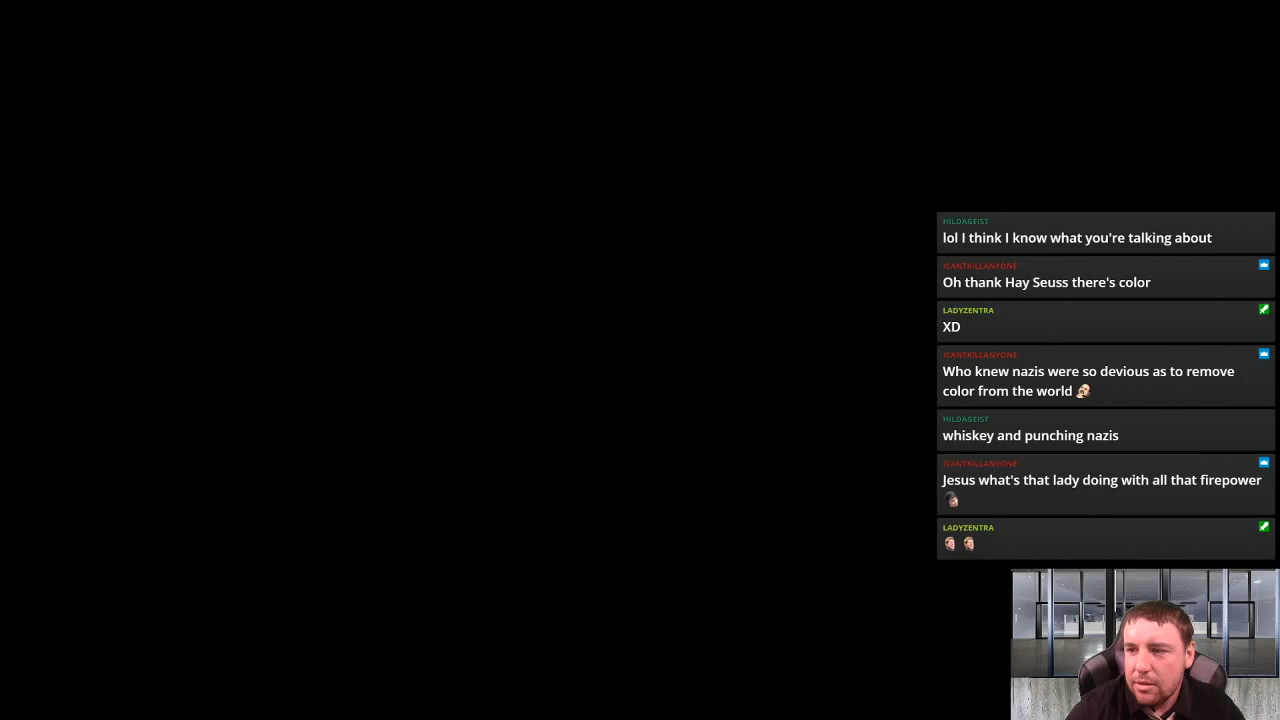 HILDAGEIST
lol I think I know what you're talking about
ICANTKILLANYONE
Oh thank Hay Seuss there's color
LADYZENTRA
XD
ICANTKILLANYONE
Who knew nazis were so devious as to remove
color from the world
HILDAGEIST
whiskey and punching nazis
ICANTKILLANYONE
Jesus what's that lady doing with all that firepower
LADYZENTRA